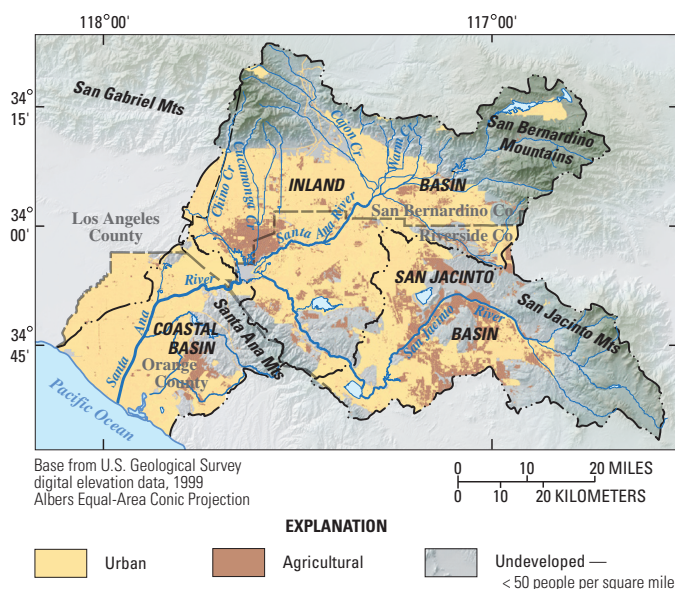 118°00'
117°00'
34°
15'
34°
00'
34°
45'
San Gabriel Mts
Cajon Cr
Warm Cr
San Bernardino
Mountains
Chino Cr
Cucamonga Cr
INLAND
BASIN
Santa Ana River
San Bernardino Co
Riverside Co
Los Angeles
County
SAN JACINTO
BASIN
San Jacinto River
San Jacinto Mts
Santa Ana River
Santa Ana Mts
COASTAL
BASIN
Orange
County
Pacific Ocean
Base from U.S. Geological Survey
digital elevation data, 1999
Albers Equal-Area Conic Projection
0 10 20 MILES
0 10 20 KILOMETERS
EXPLANATION
Urban
Agricultural
Undeveloped —
< 50 people per square mile